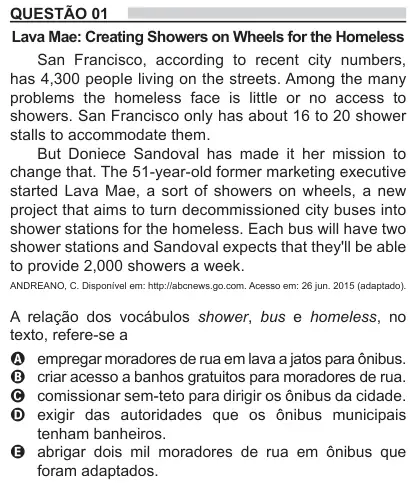 QUESTÃO 01
Lava Mae: Creating Showers on Wheels for the Homeless
San Francisco, according to recent city numbers,
has 4,300 people living on the streets. Among the many
problems the homeless face is little or no access to
showers. San Francisco only has about 16 to 20 shower
stalls to accommodate them.
But Doniece Sandoval has made it her mission to
change that. The 51-year-old former marketing executive
started Lava Mae, a sort of showers on wheels, a new
project that aims to turn decommissioned city buses into
shower stations for the homeless. Each bus will have two
shower stations and Sandoval expects that they'll be able
to provide 2,000 showers a week.
ANDREANO, C. Disponível em: http://abcnews.go.com. Acesso em: 26 jun. 2015 (adaptado).
A relação dos vocábulos shower, bus e homeless, no
texto, refere-se a
A empregar moradores de rua em lava a jatos para ônibus.
B criar acesso a banhos gratuitos para moradores de rua.
C comissionar sem-teto para dirigir os ônibus da cidade.
D exigir das autoridades que os ônibus municipais
tenham banheiros.
E abrigar dois mil moradores de rua em ônibus que
foram adaptados.